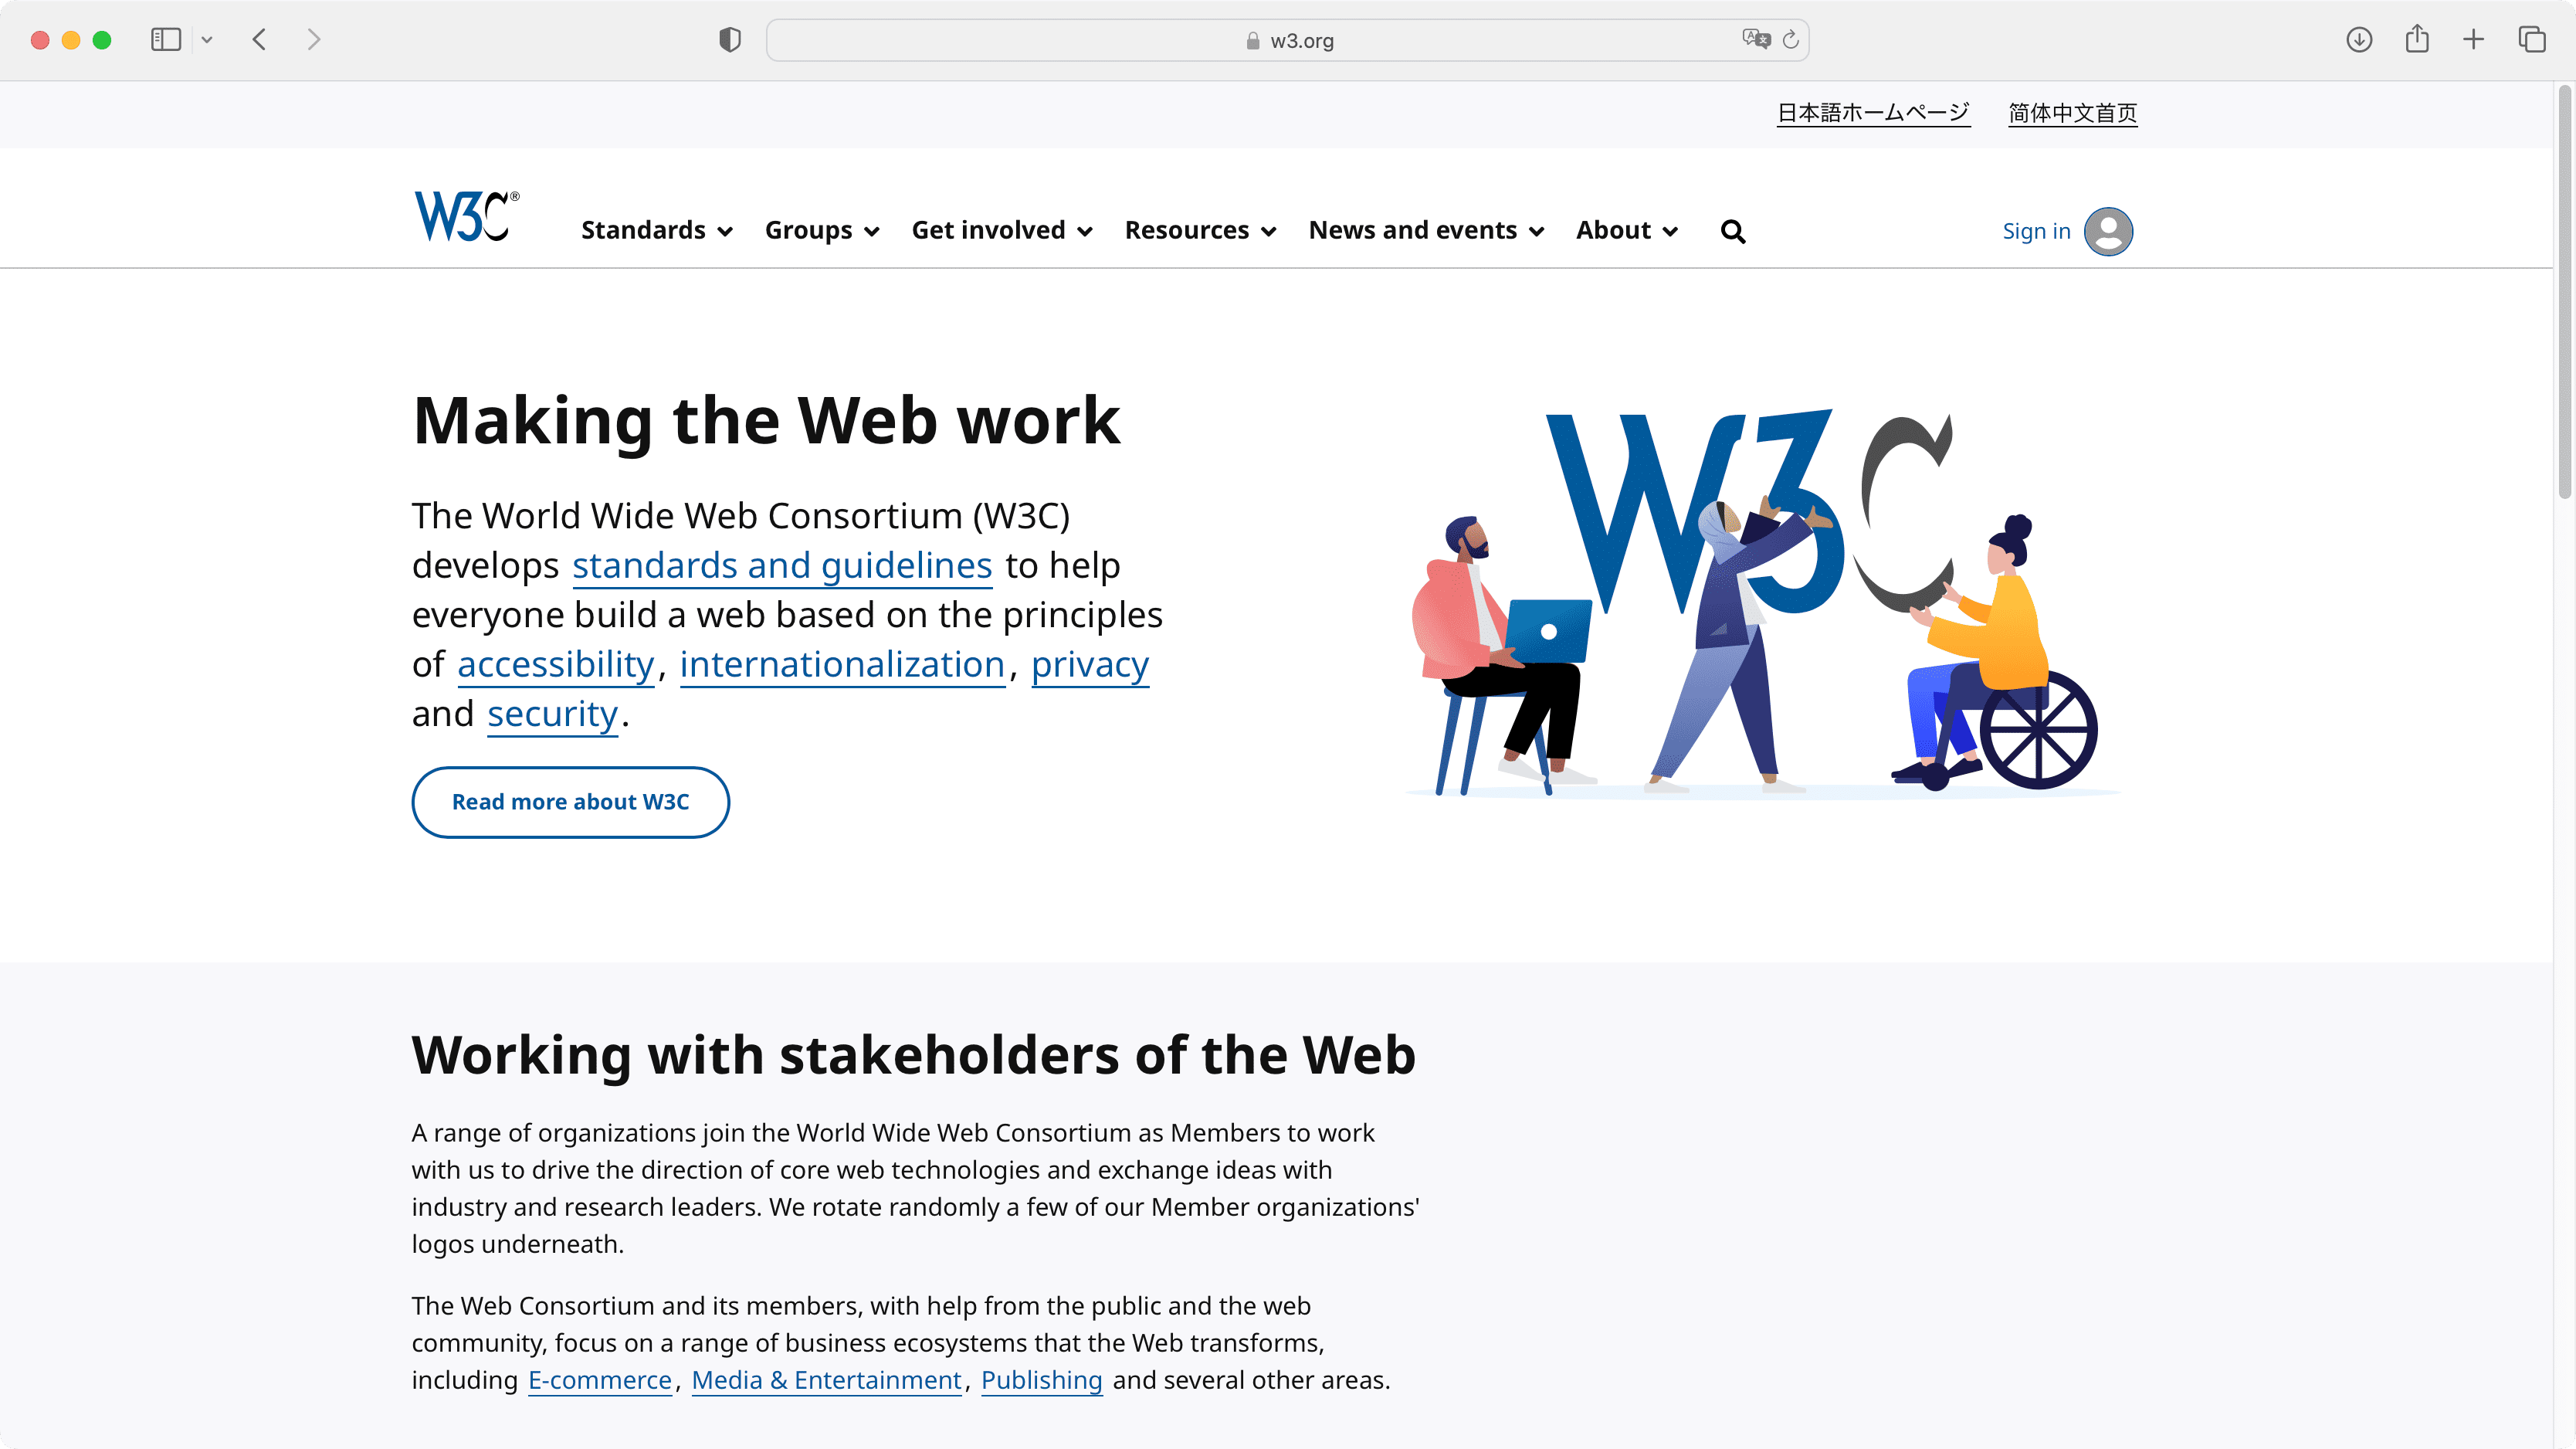 w3.org
日本語ホームページ 简体中文首页
W3C® Standards Groups Get involved Resources News and events About Sign in
Making the Web work
The World Wide Web Consortium (W3C)
develops standards and guidelines to help
everyone build a web based on the principles
of accessibility, internationalization, privacy
and security.
W3C
Read more about W3C
Working with stakeholders of the Web
A range of organizations join the World Wide Web Consortium as Members to work
with us to drive the direction of core web technologies and exchange ideas with
industry and research leaders. We rotate randomly a few of our Member organizations'
logos underneath.
The Web Consortium and its members, with help from the public and the web
community, focus on a range of business ecosystems that the Web transforms,
including E-commerce, Media & Entertainment, Publishing and several other areas.